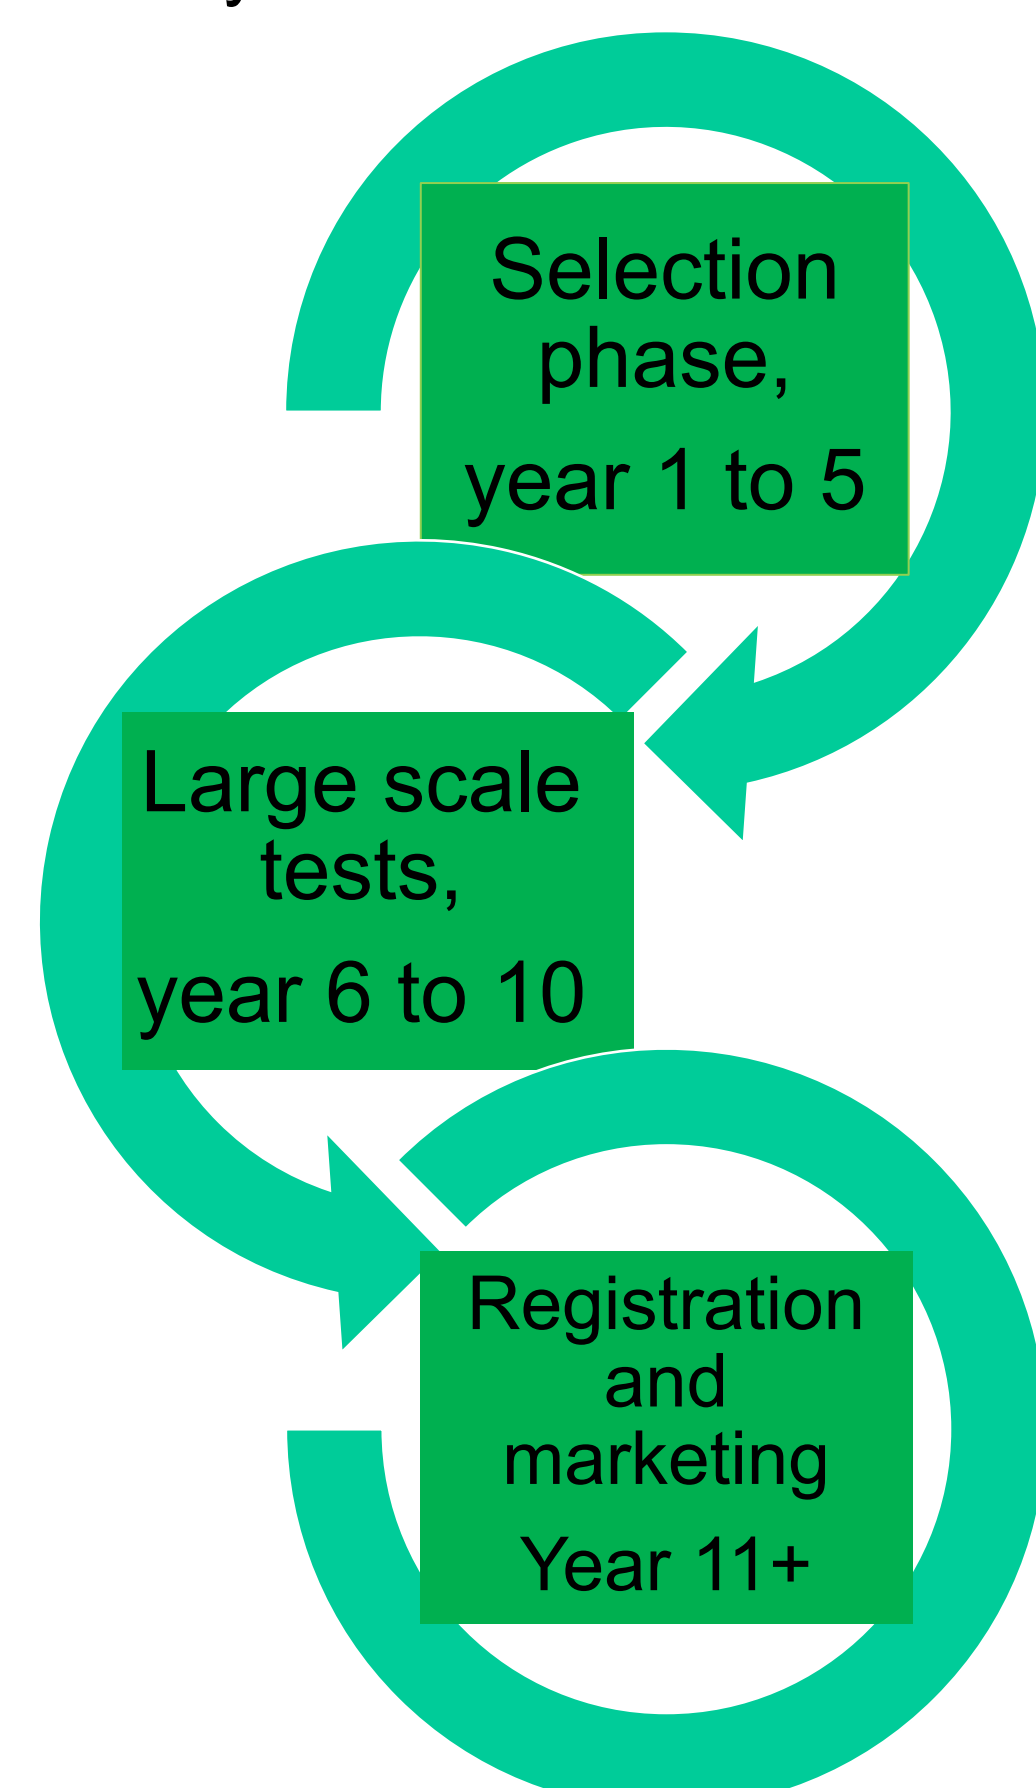 Selection
phase,
year 1 to 5
Large scale
tests,
year 6 to 10
Registration
and
marketing
Year 11+